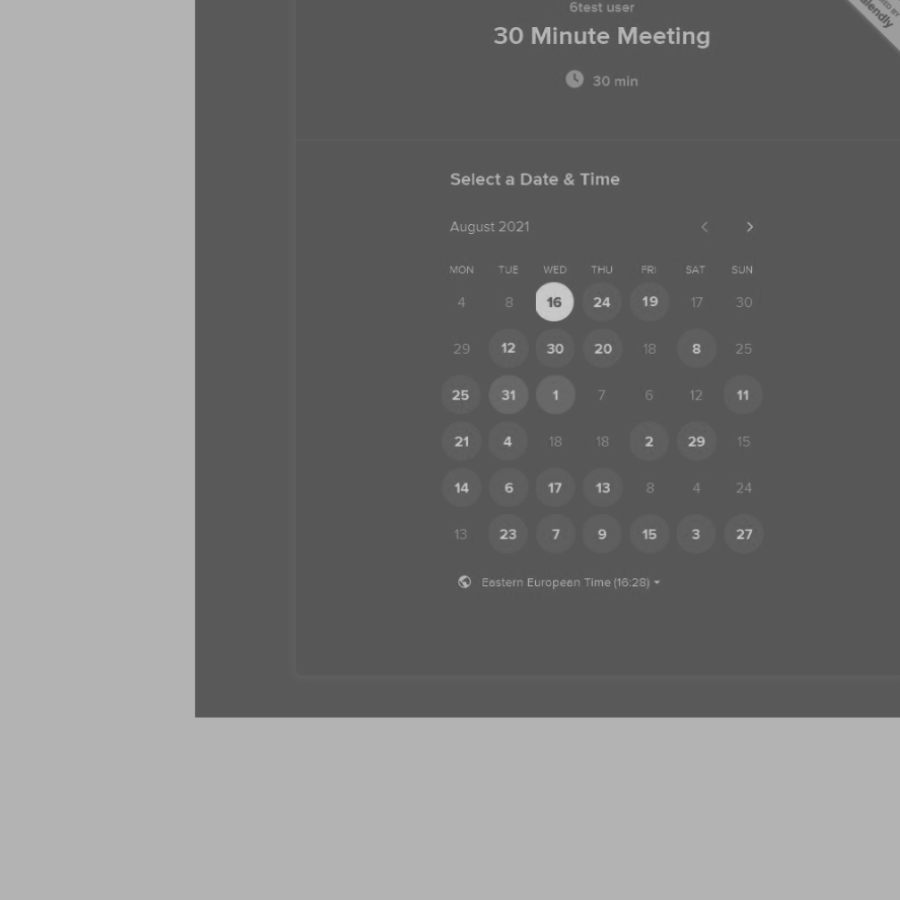 6test user
30 Minute Meeting
30 min
Select a Date & Time
August 2021
MON TUE WED THU FRI SAT SUN
4 8 16 24 19 17 30
29 12 30 20 18 8 25
25 31 1 7 6 12 11
21 4 18 18 2 29 15
14 6 17 13 8 4 24
13 23 7 9 15 3 27
Eastern European Time (16:28)